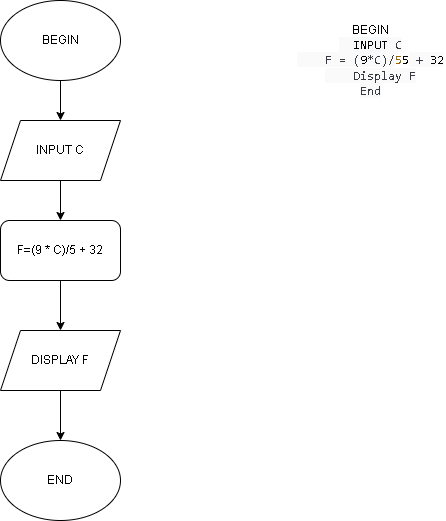 BEGIN
INPUT C
F=(9 * C)/5 + 32
DISPLAY F
END
BEGIN
INPUT C
F = (9*C)/55 + 32
Display F
End